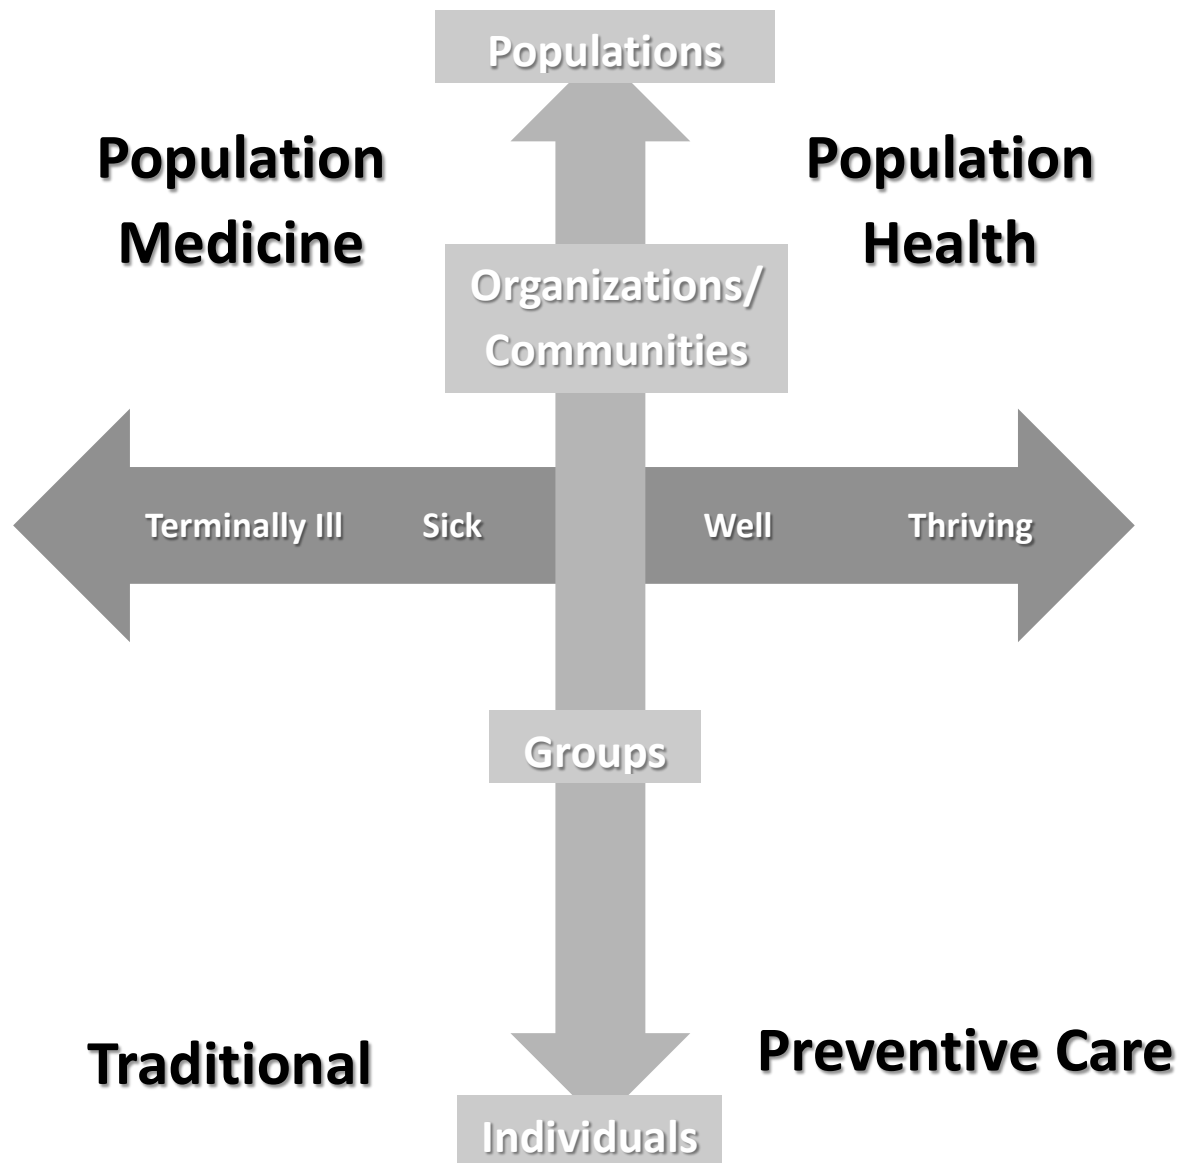 Populations
Population
Medicine
Population
Health
Organizations/
Communities
Terminally Ill
Sick
Well
Thriving
Groups
Traditional
Preventive Care
Individuals